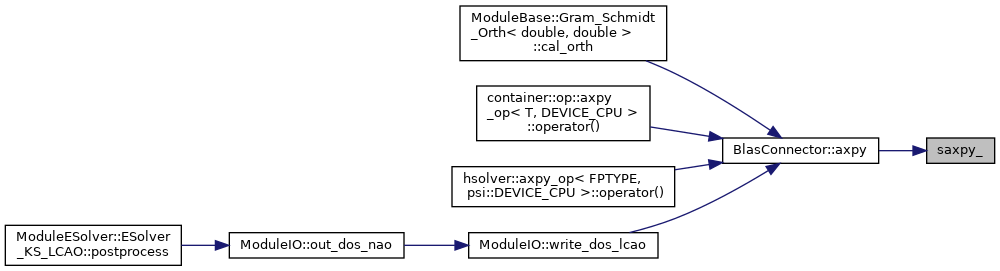 ModuleBase::Gram_Schmidt
_Orth< double, double >
::cal_orth
container::op::axpy
_op< T, DEVICE_CPU >
::operator()
BlasConnector::axpy
saxpy_
hsolver::axpy_op< FPTYPE,
psi::DEVICE_CPU >::operator()
ModuleESolver::ESolver
_KS_LCAO::postprocess
ModuleIO::out_dos_nao
ModuleIO::write_dos_lcao